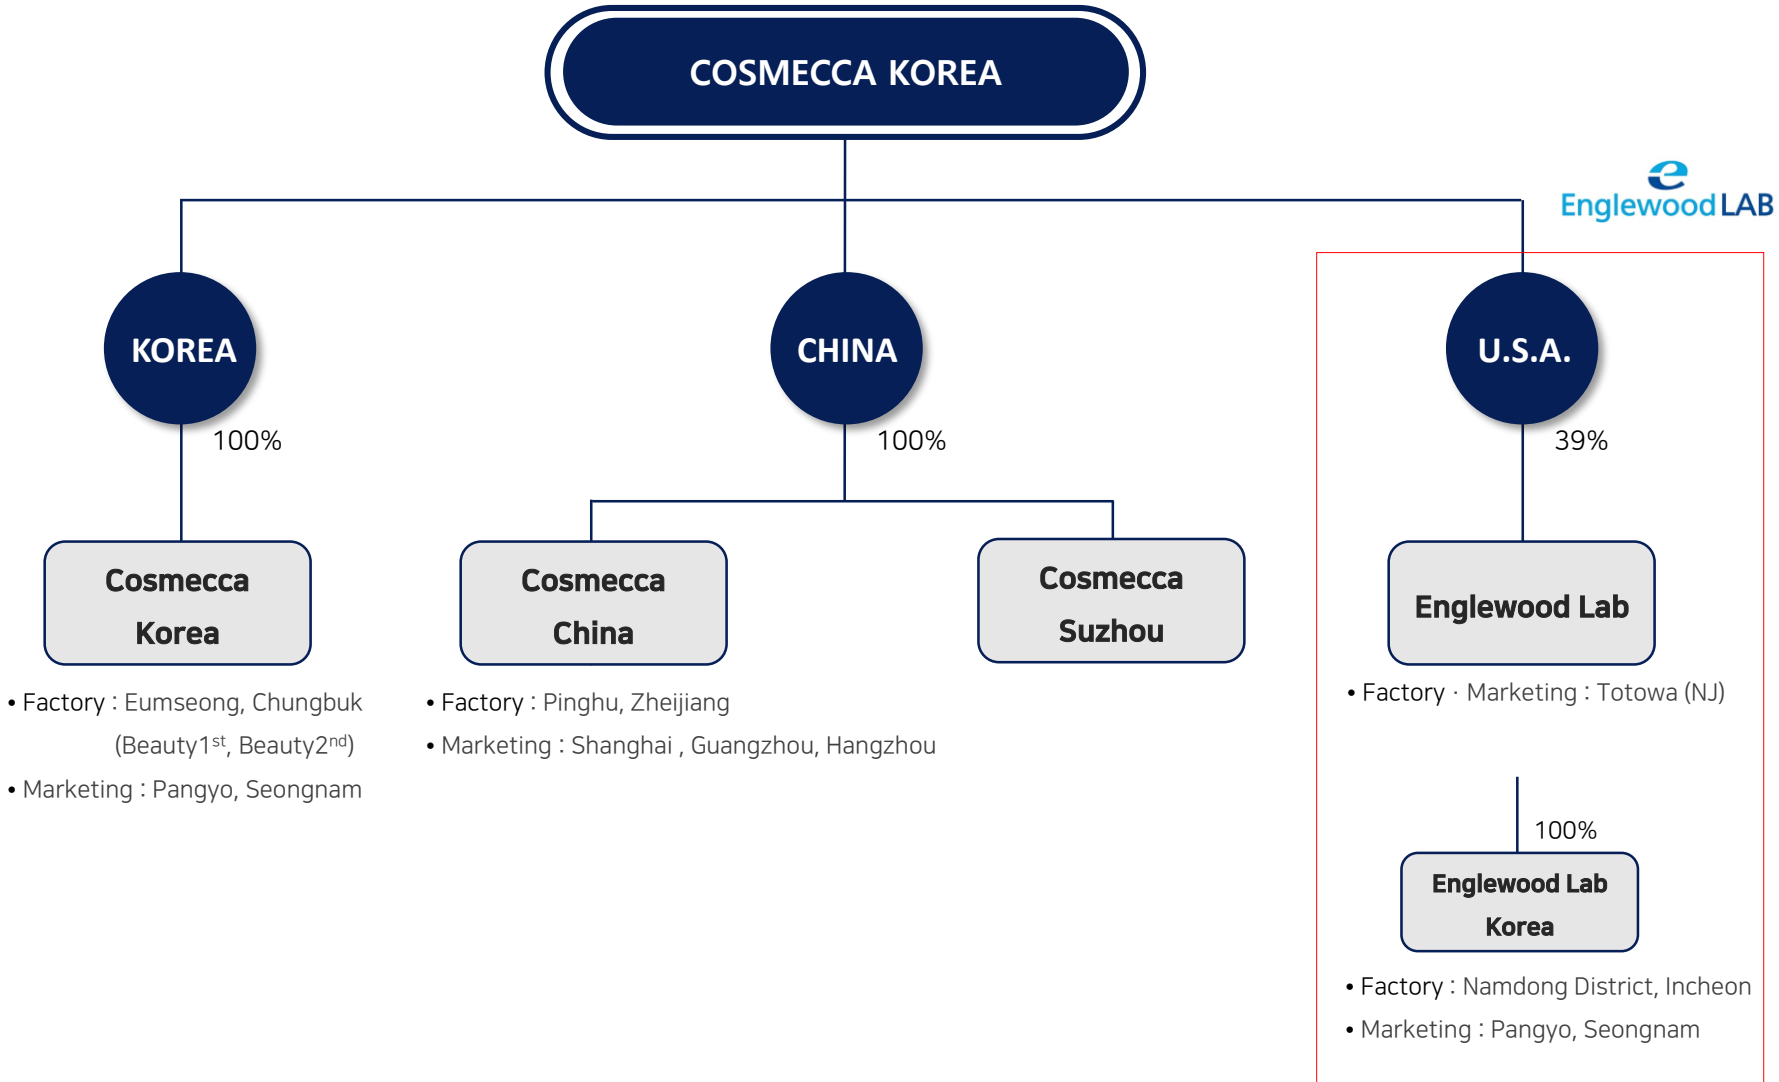 COSMECCA KOREA
e
Englewood LAB
KOREA
100%
Cosmecca
Korea
• Factory : Eumseong, Chungbuk
(Beauty1st, Beauty2nd)
• Marketing : Pangyo, Seongnam
CHINA
100%
Cosmecca
China
• Factory : Pinghu, Zheijiang
• Marketing : Shanghai , Guangzhou, Hangzhou
Cosmecca
Suzhou
U.S.A.
39%
Englewood Lab
• Factory · Marketing : Totowa (NJ)
100%
Englewood Lab
Korea
• Factory : Namdong District, Incheon
• Marketing : Pangyo, Seongnam